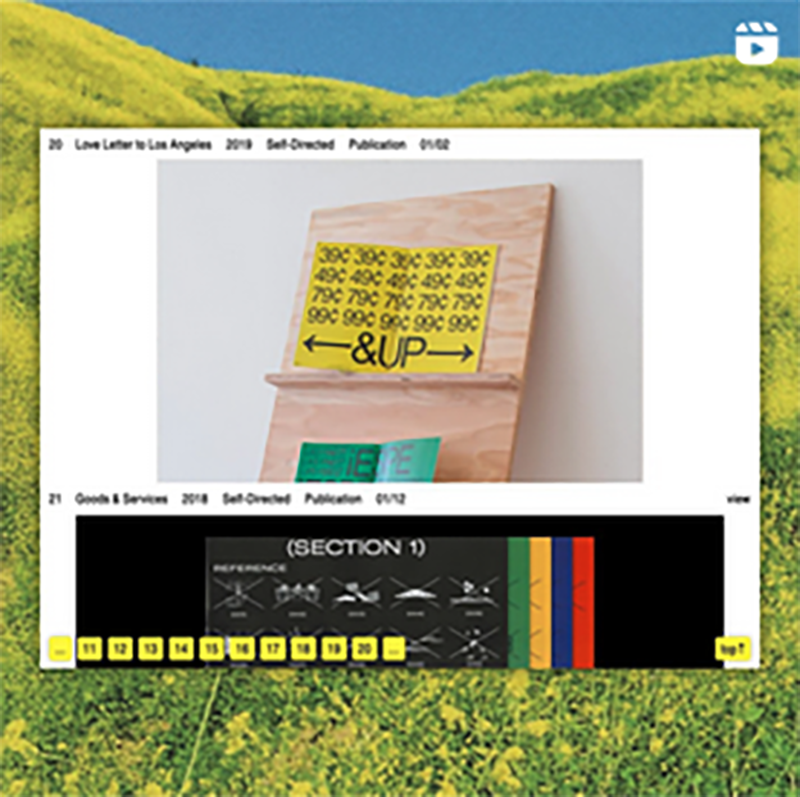 20 Love Letter to Los Angeles 2019 Self-Directed Publication 01/02
39¢ 39¢ 39¢ 39¢ 39¢
49¢ 49¢ 49¢ 49¢ 49¢
79¢ 79¢ 79¢ 79¢ 79¢
99¢ 99¢ 99¢ 99¢ 99¢
←&UP→
21 Goods & Services 2018 Self-Directed Publication 01/12 view
(SECTION 1)
REFERENCE
... 11 12 13 14 15 16 17 18 19 20 ... top↑